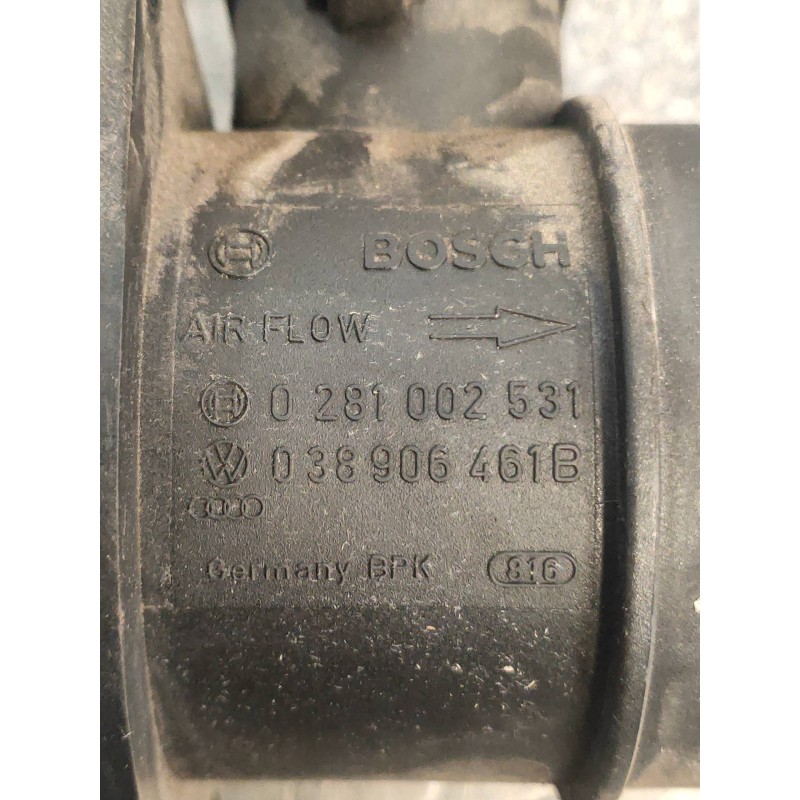 BOSCH
AIR FLOW
0 281 002 531
038 906 461B
Germany BPK 816